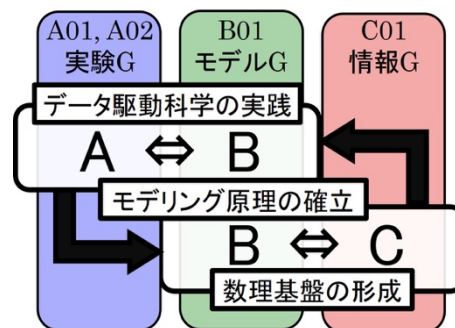 A01, A02
実験G
B01
モデルG
C01
情報G
データ駆動科学の実践
A ⇔ B
モデリング原理の確立
B ⇔ C
数理基盤の形成